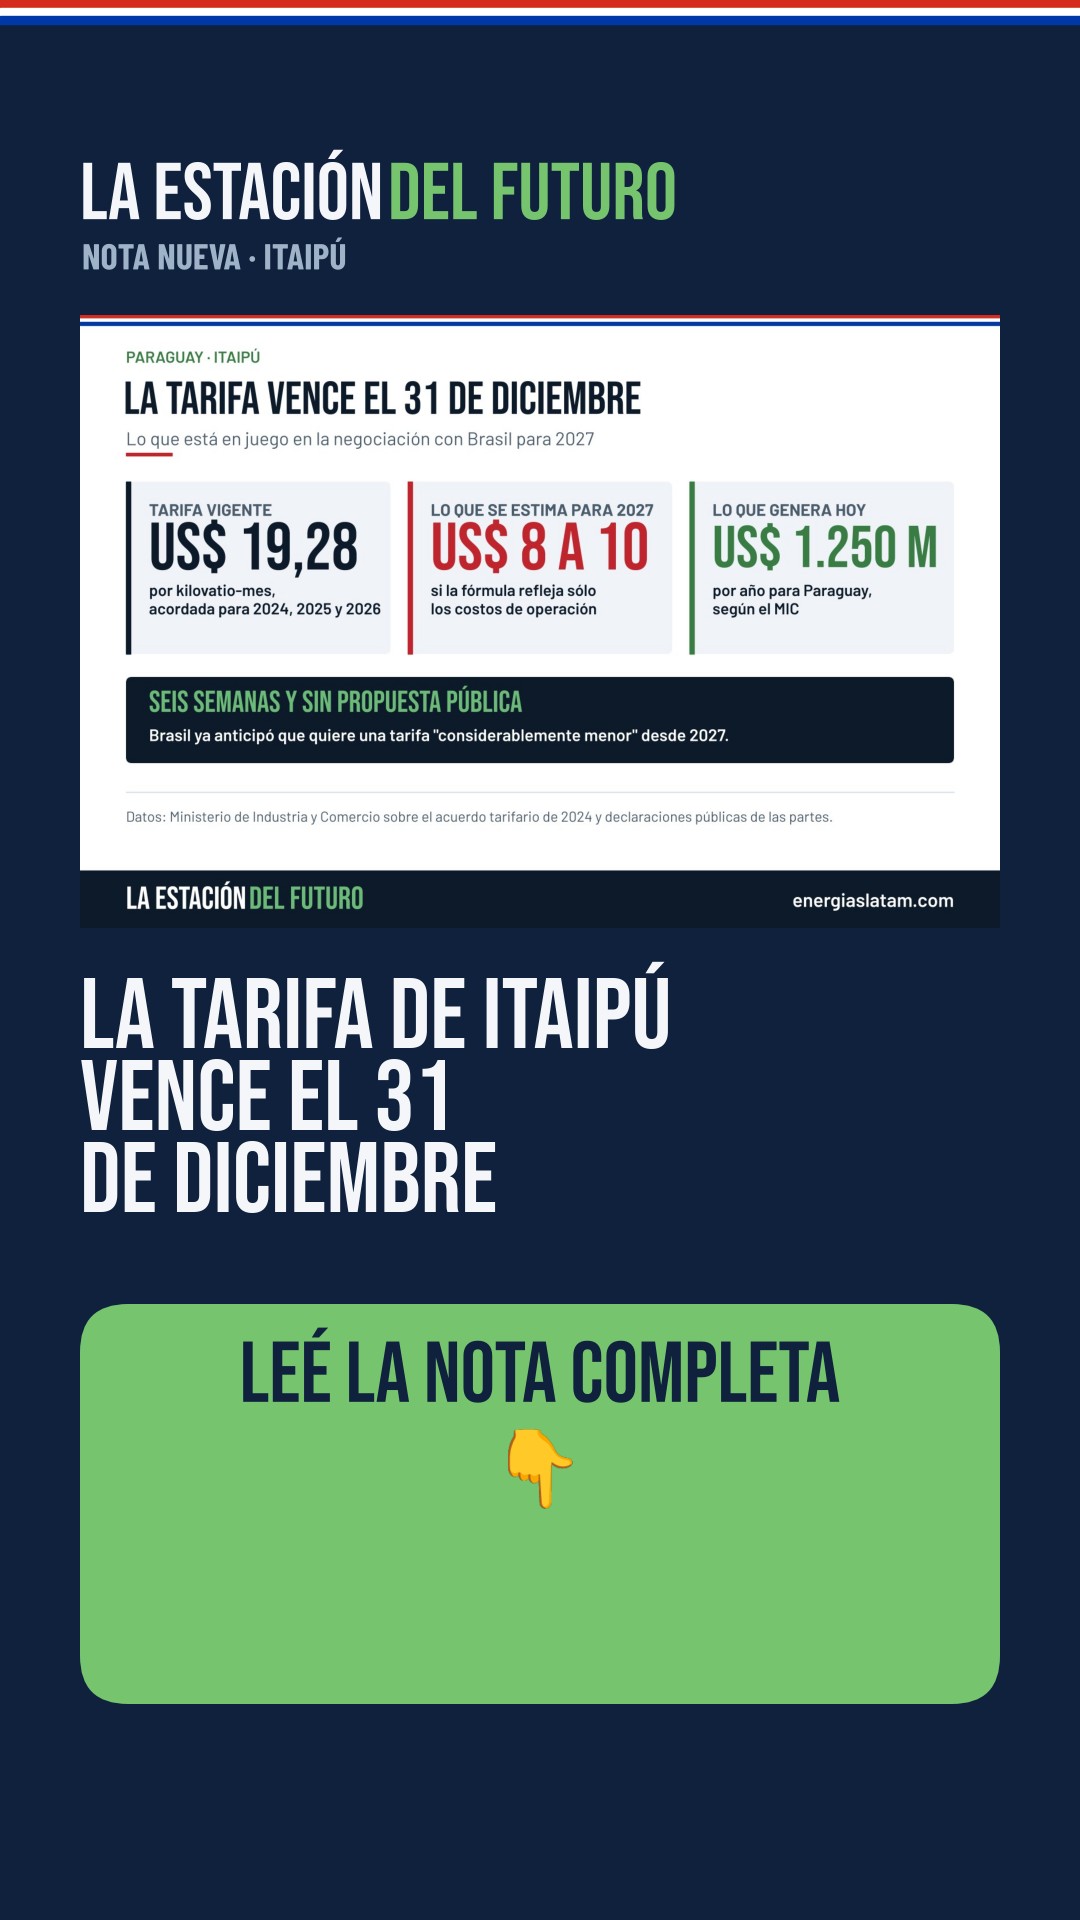 LA ESTACIÓN DEL FUTURO
NOTA NUEVA · ITAIPÚ
PARAGUAY · ITAIPÚ
LA TARIFA VENCE EL 31 DE DICIEMBRE
Lo que está en juego en la negociación con Brasil para 2027
TARIFA VIGENTE
US$ 19,28
por kilovatio-mes,
acordada para 2024, 2025 y 2026
LO QUE SE ESTIMA PARA 2027
US$ 8 A 10
si la fórmula refleja sólo
los costos de operación
LO QUE GENERA HOY
US$ 1.250 M
por año para Paraguay,
según el MIC
SEIS SEMANAS Y SIN PROPUESTA PÚBLICA
Brasil ya anticipó que quiere una tarifa "considerablemente menor" desde 2027.
Datos: Ministerio de Industria y Comercio sobre el acuerdo tarifario de 2024 y declaraciones públicas de las partes.
LA ESTACIÓN DEL FUTURO
energiaslatam.com
LA TARIFA DE ITAIPÚ
VENCE EL 31
DE DICIEMBRE
LEÉ LA NOTA COMPLETA